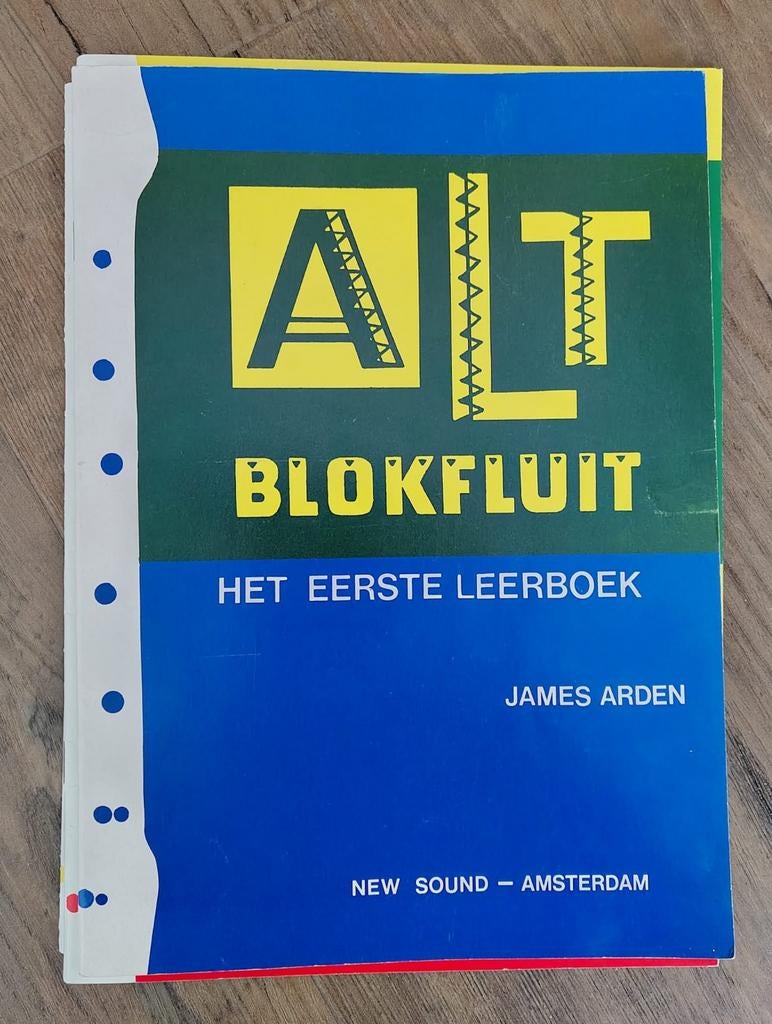 ALT
BLOKFLUIT
HET EERSTE LEERBOEK
JAMES ARDEN
NEW SOUND – AMSTERDAM